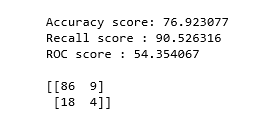 Accuracy score: 76.923077
Recall score : 90.526316
ROC score : 54.354067
[[86 9]
[18 4]]